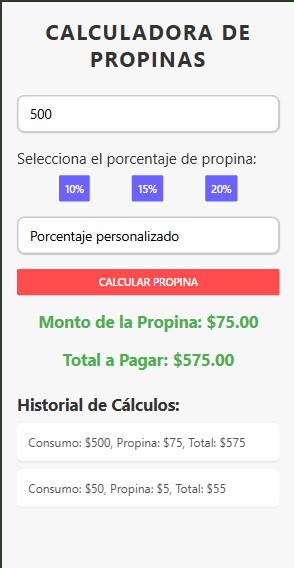 CALCULADORA DE
PROPINAS
500
Selecciona el porcentaje de propina:
10% 15% 20%
Porcentaje personalizado
CALCULAR PROPINA
Monto de la Propina: $75.00
Total a Pagar: $575.00
Historial de Cálculos:
Consumo: $500, Propina: $75, Total: $575
Consumo: $50, Propina: $5, Total: $55